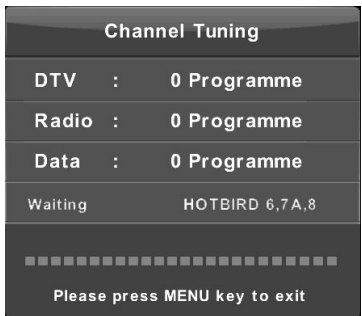 Channel Tuning
DTV : 0 Programme
Radio : 0 Programme
Data : 0 Programme
Waiting HOTBIRD 6,7A,8
Please press MENU key to exit